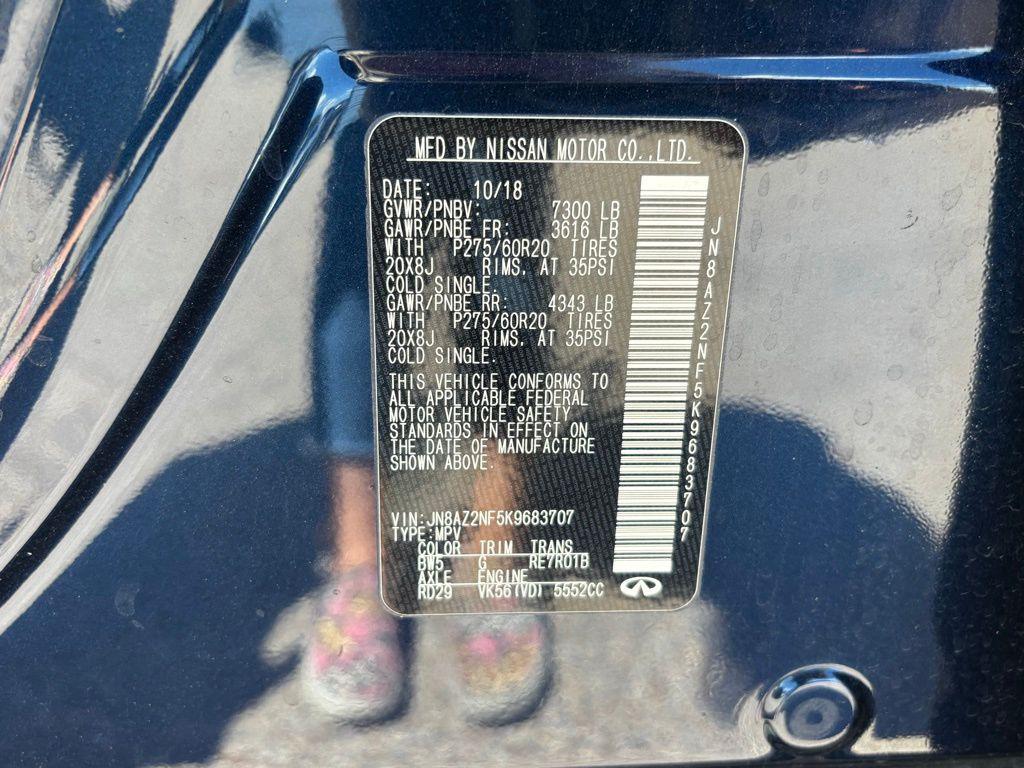 MFD BY NISSAN MOTOR CO.,LTD.
DATE: 10/18
GVWR/PNBV: 7300 LB
GAWR/PNBE FR: 3616 LB
WITH P275/60R20 TIRES
20X8J RIMS, AT 35PSI
COLD SINGLE.
GAWR/PNBE RR: 4343 LB
WITH P275/60R20 TIRES
20X8J RIMS, AT 35PSI
COLD SINGLE.
THIS VEHICLE CONFORMS TO
ALL APPLICABLE FEDERAL
MOTOR VEHICLE SAFETY
STANDARDS IN EFFECT ON
THE DATE OF MANUFACTURE
SHOWN ABOVE.
VIN:JN8AZ2NF5K9683707
TYPE:MPV
COLOR TRIM TRANS
BW5 G RE7R01B
AXLE ENGINE
RD29 VK56(VD) 5552CC
JN8AZ2NF5K9683707